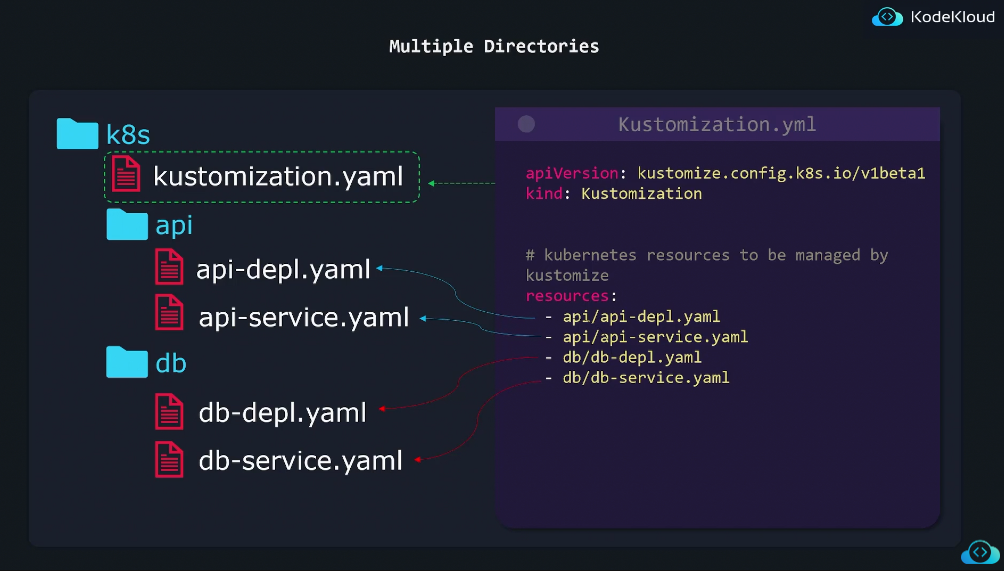 KodeKloud
Multiple Directories
k8s
kustomization.yaml
api
api-depl.yaml
api-service.yaml
db
db-depl.yaml
db-service.yaml
Kustomization.yml
apiVersion: kustomize.config.k8s.io/v1beta1
kind: Kustomization
# kubernetes resources to be managed by
kustomize
resources:
- api/api-depl.yaml
- api/api-service.yaml
- db/db-depl.yaml
- db/db-service.yaml